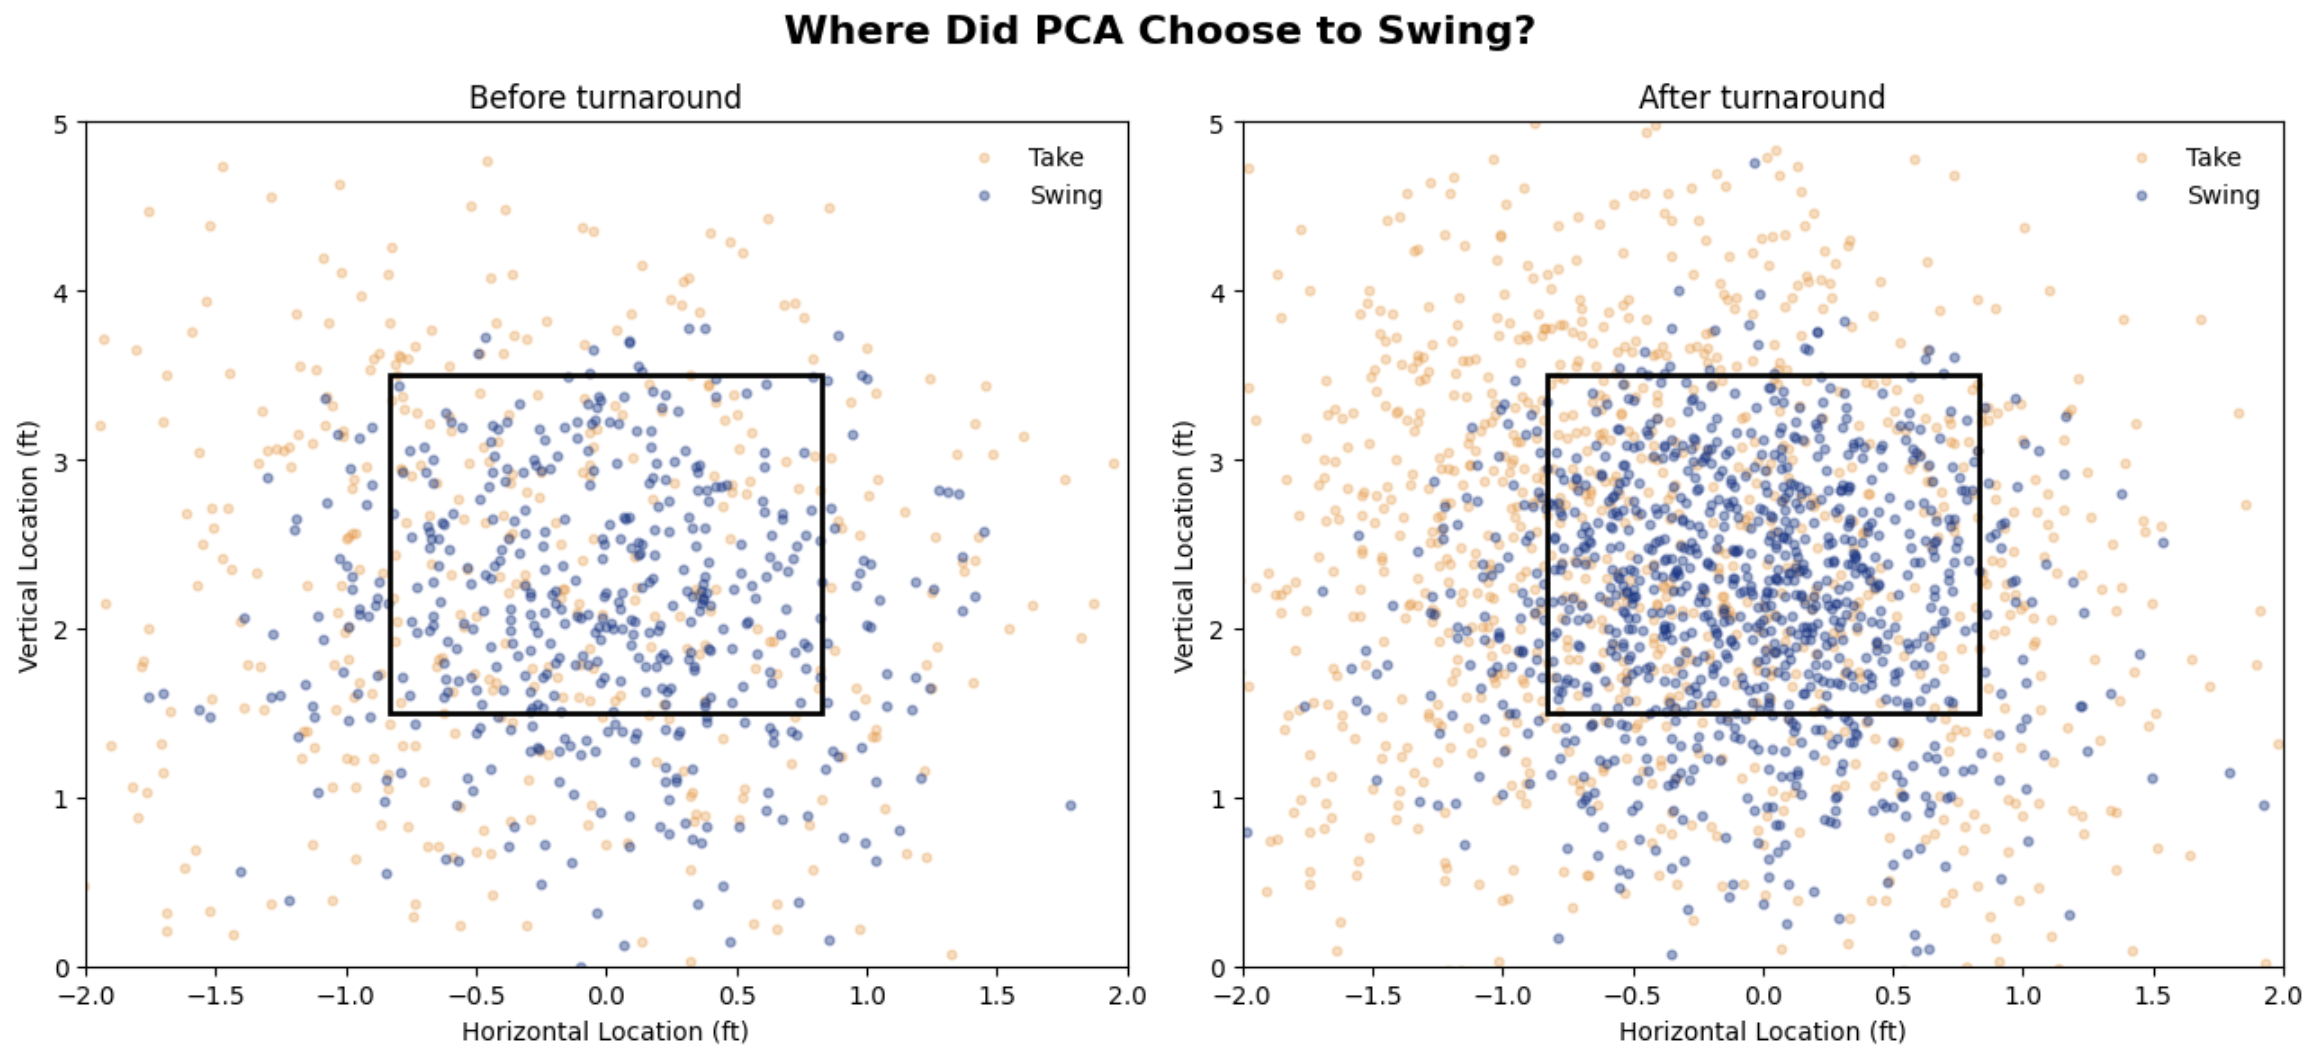 Where Did PCA Choose to Swing?
Before turnaround
Take
Swing
5
4
3
2
1
0
Vertical Location (ft)
−2.0 −1.5 −1.0 −0.5 0.0 0.5 1.0 1.5 2.0
Horizontal Location (ft)
After turnaround
Take
Swing
5
4
3
2
1
0
Vertical Location (ft)
−2.0 −1.5 −1.0 −0.5 0.0 0.5 1.0 1.5 2.0
Horizontal Location (ft)